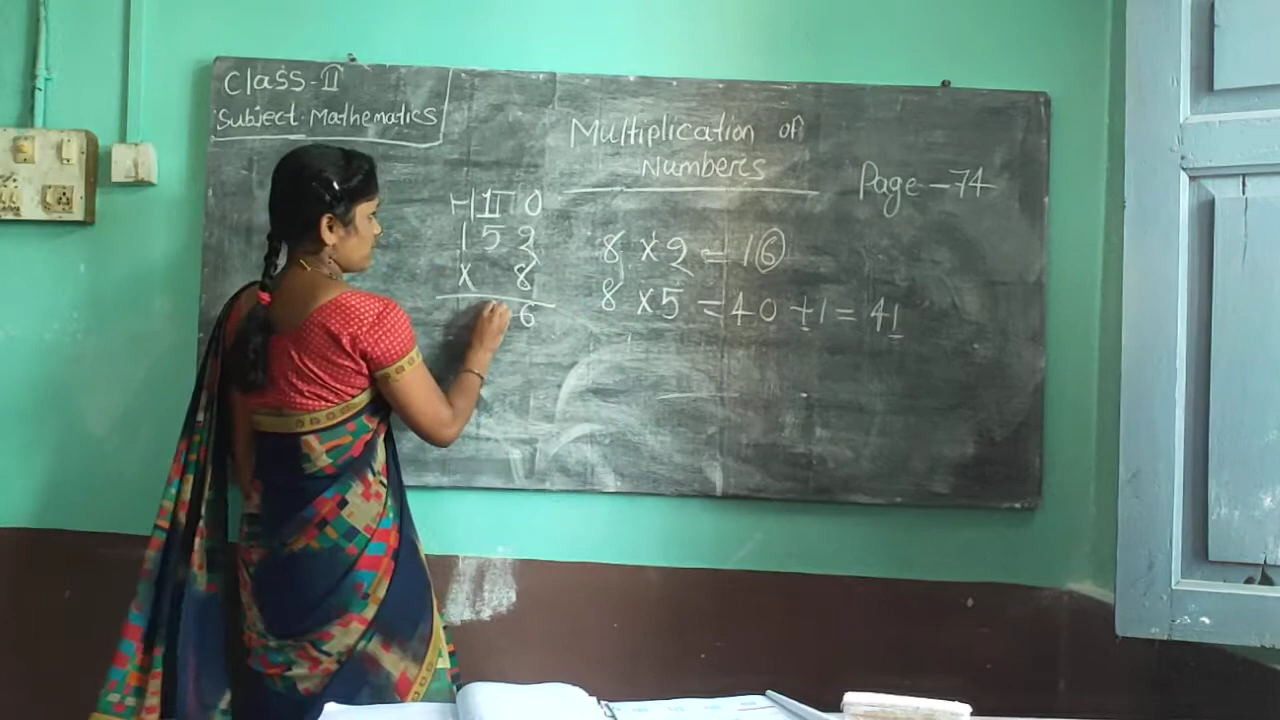 Class-II
Subject. Mathematics
Multiplication of
Numbers
Page-74
H T O
1 5 2
x 8
6
8 x 2 = 16
8 x 5 = 40 + 1 = 41